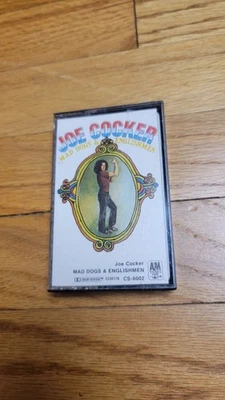 JOE COCKER
MAD DOGS & ENGLISHMEN
A&M
Joe Cocker
MAD DOGS & ENGLISHMEN
CS-6002